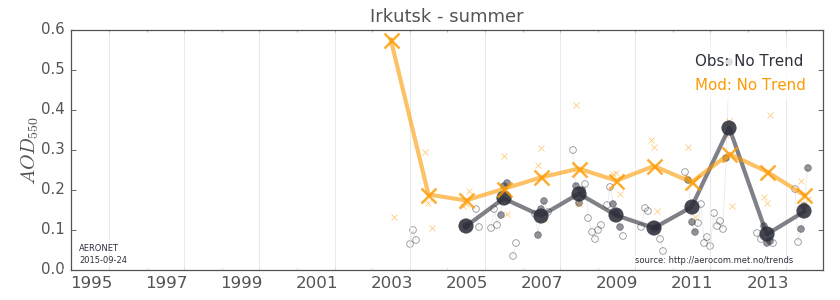 Irkutsk - summer
0.6
0.5
0.4
0.3
0.2
0.1
0.0
AOD550
Obs: No Trend
Mod: No Trend
AERONET
2015-09-24
source: http://aerocom.met.no/trends
1995 1997 1999 2001 2003 2005 2007 2009 2011 2013